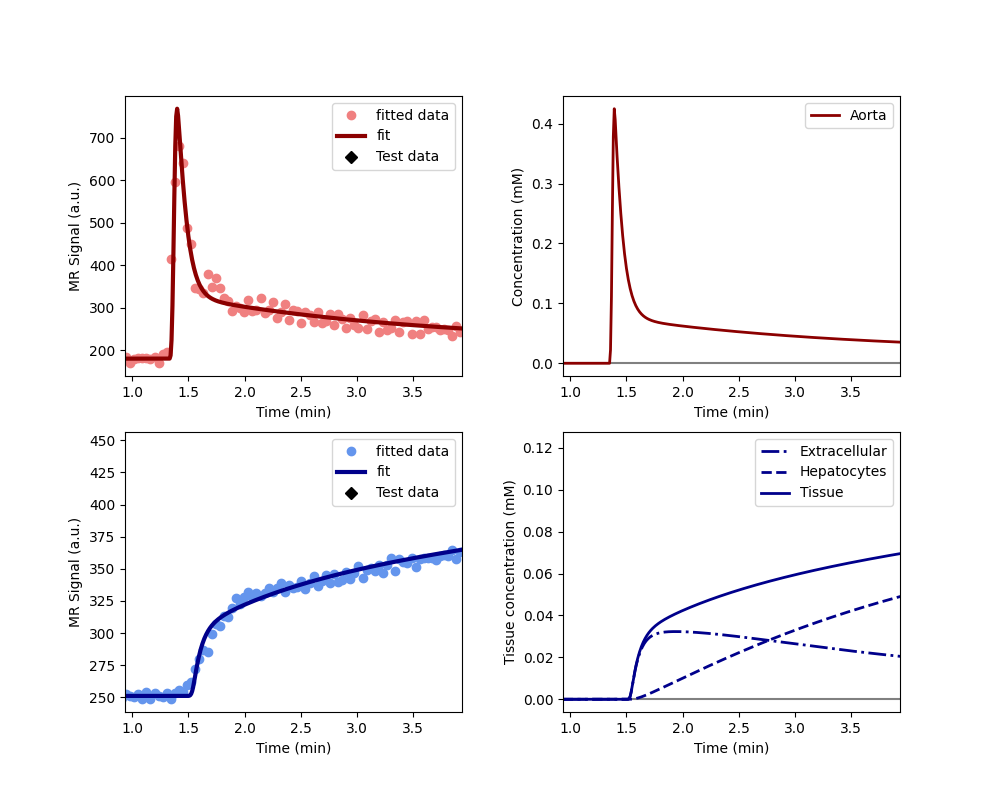 MR Signal (a.u.)
700
600
500
400
300
200
1.0 1.5 2.0 2.5 3.0 3.5
Time (min)
fitted data
fit
Test data
Concentration (mM)
0.4
0.3
0.2
0.1
0.0
1.0 1.5 2.0 2.5 3.0 3.5
Time (min)
Aorta
MR Signal (a.u.)
450
425
400
375
350
325
300
275
250
1.0 1.5 2.0 2.5 3.0 3.5
Time (min)
fitted data
fit
Test data
Tissue concentration (mM)
0.12
0.10
0.08
0.06
0.04
0.02
0.00
1.0 1.5 2.0 2.5 3.0 3.5
Time (min)
Extracellular
Hepatocytes
Tissue